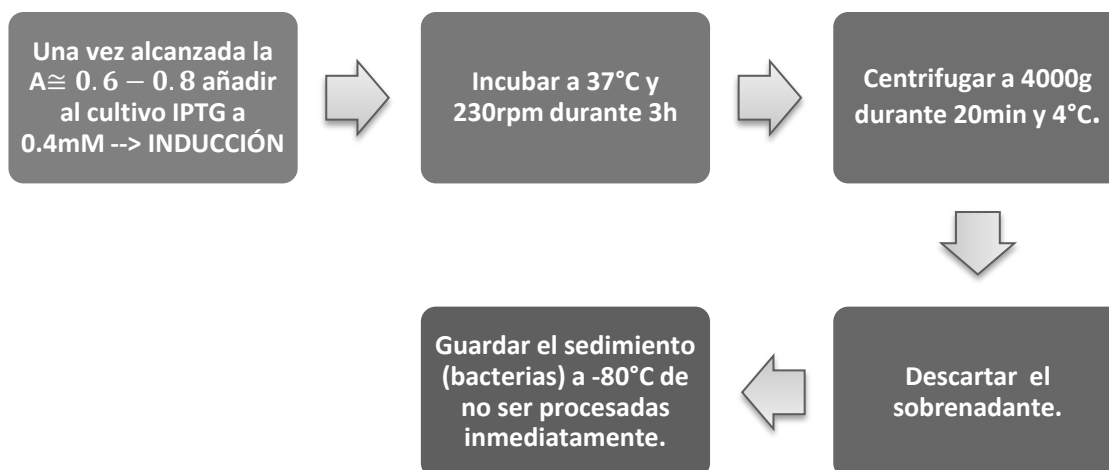 Una vez alcanzada la
A≅ 0.6 − 0.8 añadir
al cultivo IPTG a
0.4mM --> INDUCCIÓN
Incubar a 37°C y
230rpm durante 3h
Centrifugar a 4000g
durante 20min y 4°C.
Descartar el
sobrenadante.
Guardar el sedimento
(bacterias) a -80°C de
no ser procesadas
inmediatamente.